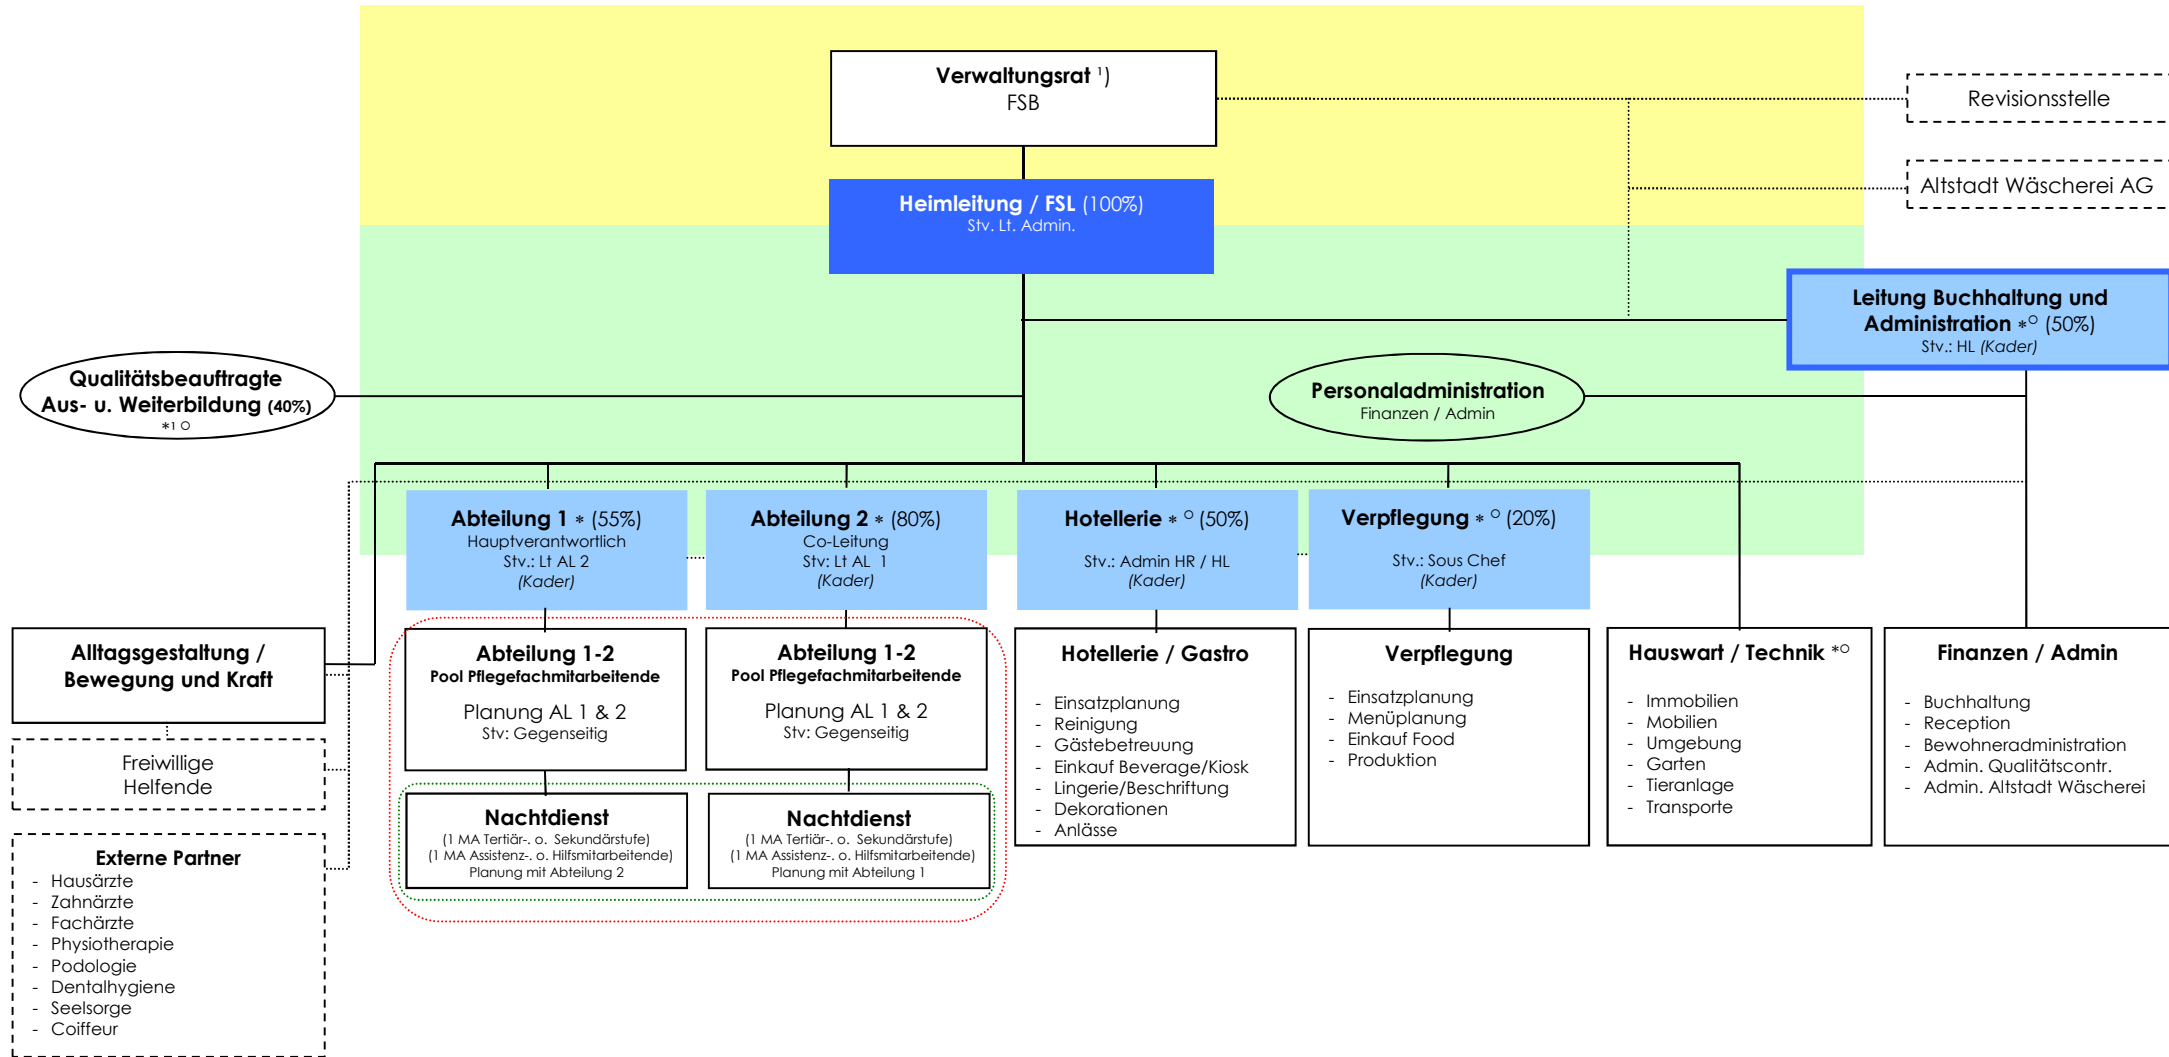 Verwaltungsrat ¹)
FSB
Revisionsstelle
Altstadt Wäscherei AG
Heimleitung / FSL (100%)
Stv. Lt. Admin.
Leitung Buchhaltung und
Administration *° (50%)
Stv.: HL (Kader)
Qualitätsbeauftragte
Aus- u. Weiterbildung (40%)
*¹ °
Personaladministration
Finanzen / Admin
Abteilung 1 * (55%)
Hauptverantwortlich
Stv.: Lt AL 2
(Kader)
Abteilung 2 * (80%)
Co-Leitung
Stv: Lt AL 1
(Kader)
Hotellerie * ° (50%)
Stv.: Admin HR / HL
(Kader)
Verpflegung * ° (20%)
Stv.: Sous Chef
(Kader)
Alltagsgestaltung /
Bewegung und Kraft
Freiwillige
Helfende
Externe Partner
- Hausärzte
- Zahnärzte
- Fachärzte
- Physiotherapie
- Podologie
- Dentalhygiene
- Seelsorge
- Coiffeur
Abteilung 1-2
Pool Pflegefachmitarbeitende
Planung AL 1 & 2
Stv: Gegenseitig
Nachtdienst
(1 MA Tertiär-. o. Sekundärstufe)
(1 MA Assistenz-. o. Hilfsmitarbeitende)
Planung mit Abteilung 2
Abteilung 1-2
Pool Pflegefachmitarbeitende
Planung AL 1 & 2
Stv: Gegenseitig
Nachtdienst
(1 MA Tertiär-. o. Sekundärstufe)
(1 MA Assistenz-. o. Hilfsmitarbeitende)
Planung mit Abteilung 1
Hotellerie / Gastro
- Einsatzplanung
- Reinigung
- Gästebetreuung
- Einkauf Beverage/Kiosk
- Lingerie/Beschriftung
- Dekorationen
- Anlässe
Verpflegung
- Einsatzplanung
- Menüplanung
- Einkauf Food
- Produktion
Hauswart / Technik *°
- Immobilien
- Mobilien
- Umgebung
- Garten
- Tieranlage
- Transporte
Finanzen / Admin
- Buchhaltung
- Reception
- Bewohneradministration
- Admin. Qualitätscontr.
- Admin. Altstadt Wäscherei